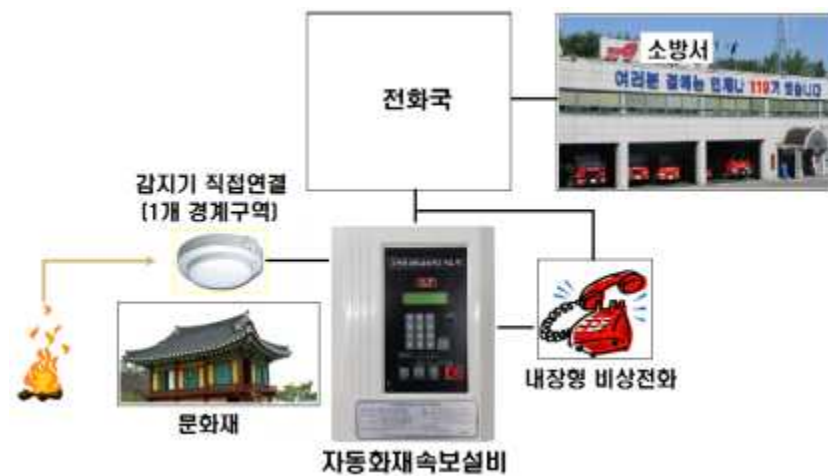 소방서
여러분 곁에는 언제나 119가 있습니다
전화국
감지기 직접연결
(1개 경계구역)
문화재
내장형 비상전화
자동화재속보설비